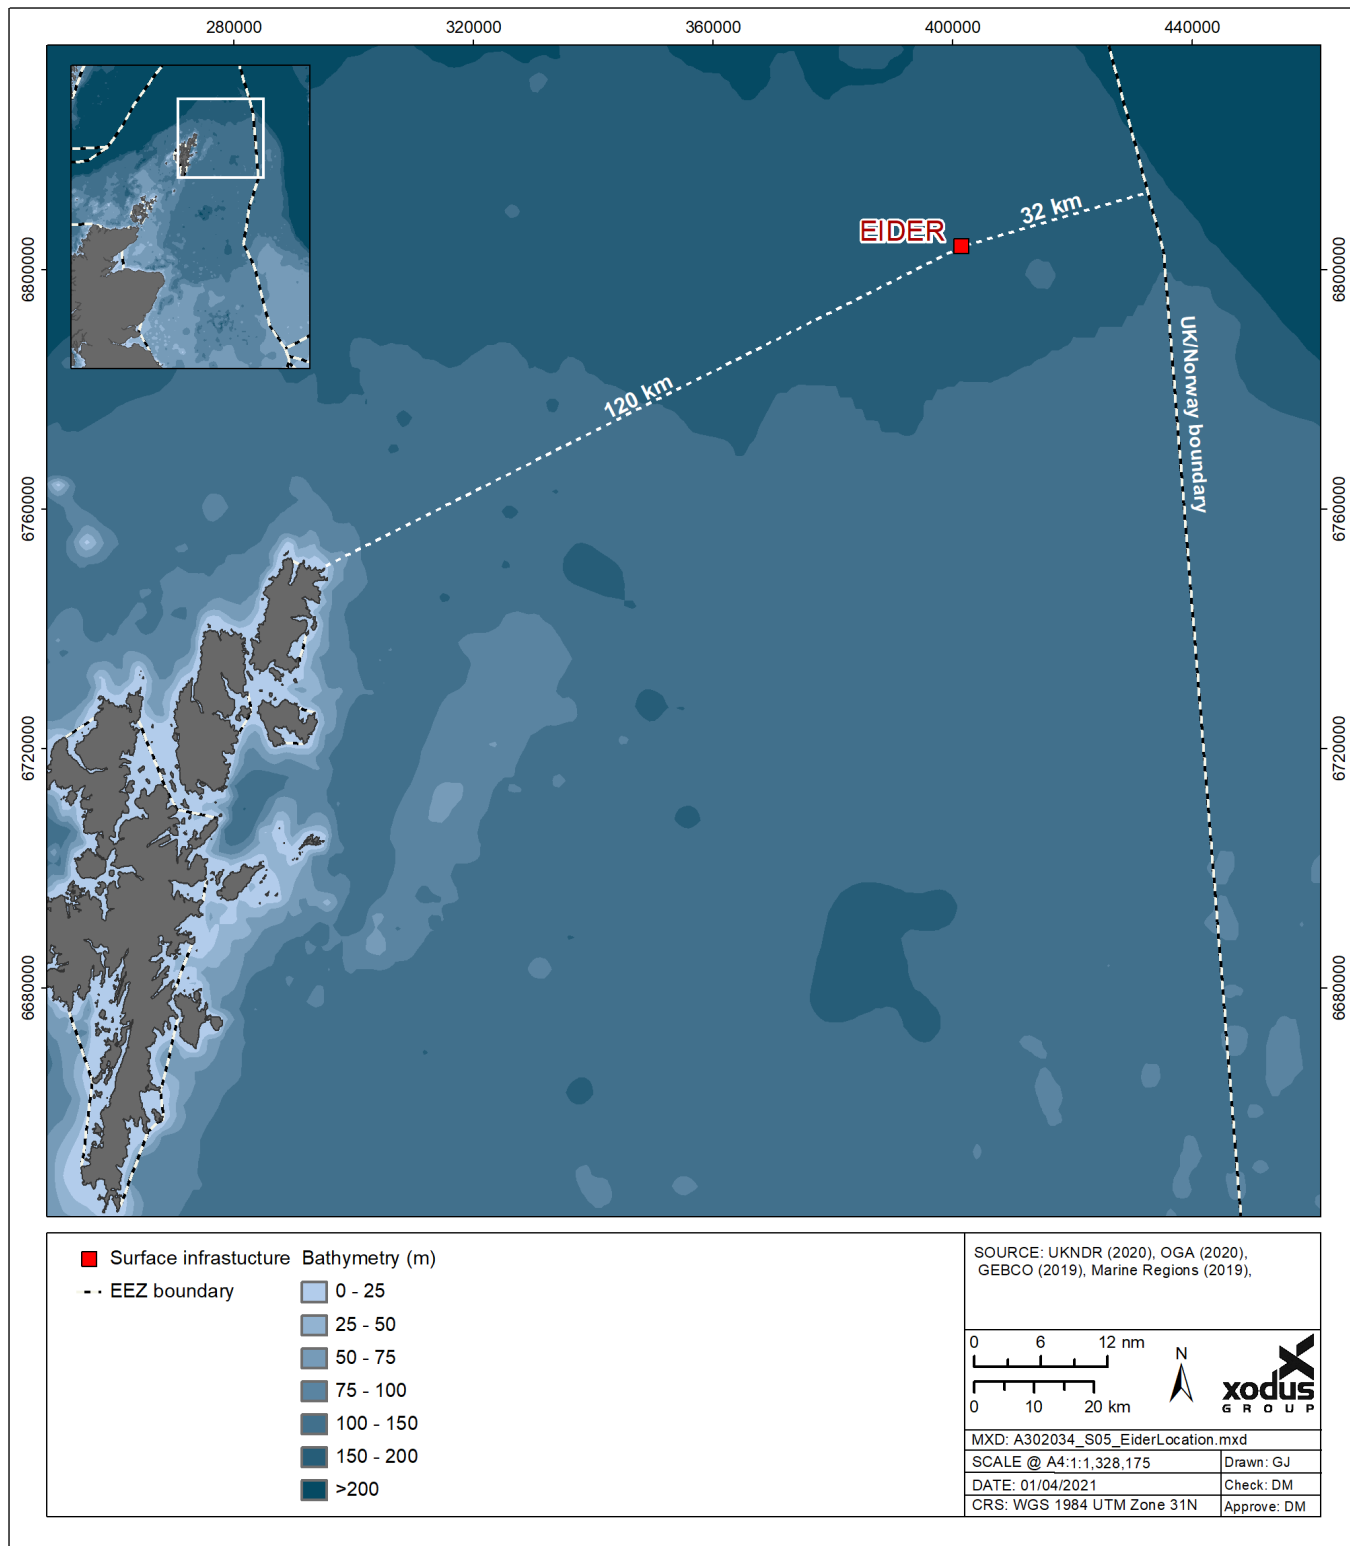 280000
320000
360000
400000
440000
6800000
6760000
6720000
6680000
6800000
6760000
6720000
6680000
EIDER
32 km
120 km
UK/Norway boundary
Surface infrastucture
EEZ boundary
Bathymetry (m)
0 - 25
25 - 50
50 - 75
75 - 100
100 - 150
150 - 200
>200
SOURCE: UKNDR (2020), OGA (2020),
GEBCO (2019), Marine Regions (2019),
0 6 12 nm
0 10 20 km
N
xodus
GROUP
MXD: A302034_S05_EiderLocation.mxd
SCALE @ A4:1:1,328,175
Drawn: GJ
DATE: 01/04/2021
Check: DM
CRS: WGS 1984 UTM Zone 31N
Approve: DM